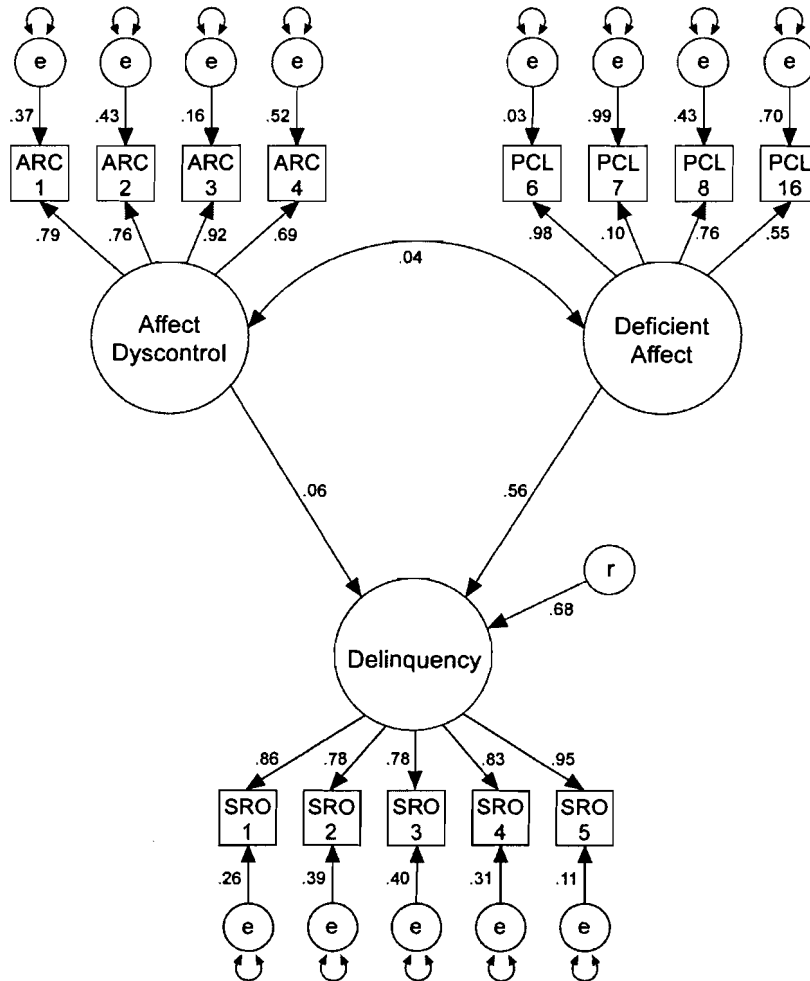 e e e e e e e e
.37 .43 .16 .52 .03 .99 .43 .70
ARC ARC ARC ARC PCL PCL PCL PCL
1 2 3 4 6 7 8 16
.79 .76 .92 .69 .98 .10 .76 .55
.04
Affect Deficient
Dyscontrol Affect
.06 .56
r
.68
Delinquency
.86 .78 .78 .83 .95
SRO SRO SRO SRO SRO
1 2 3 4 5
.26 .39 .40 .31 .11
e e e e e